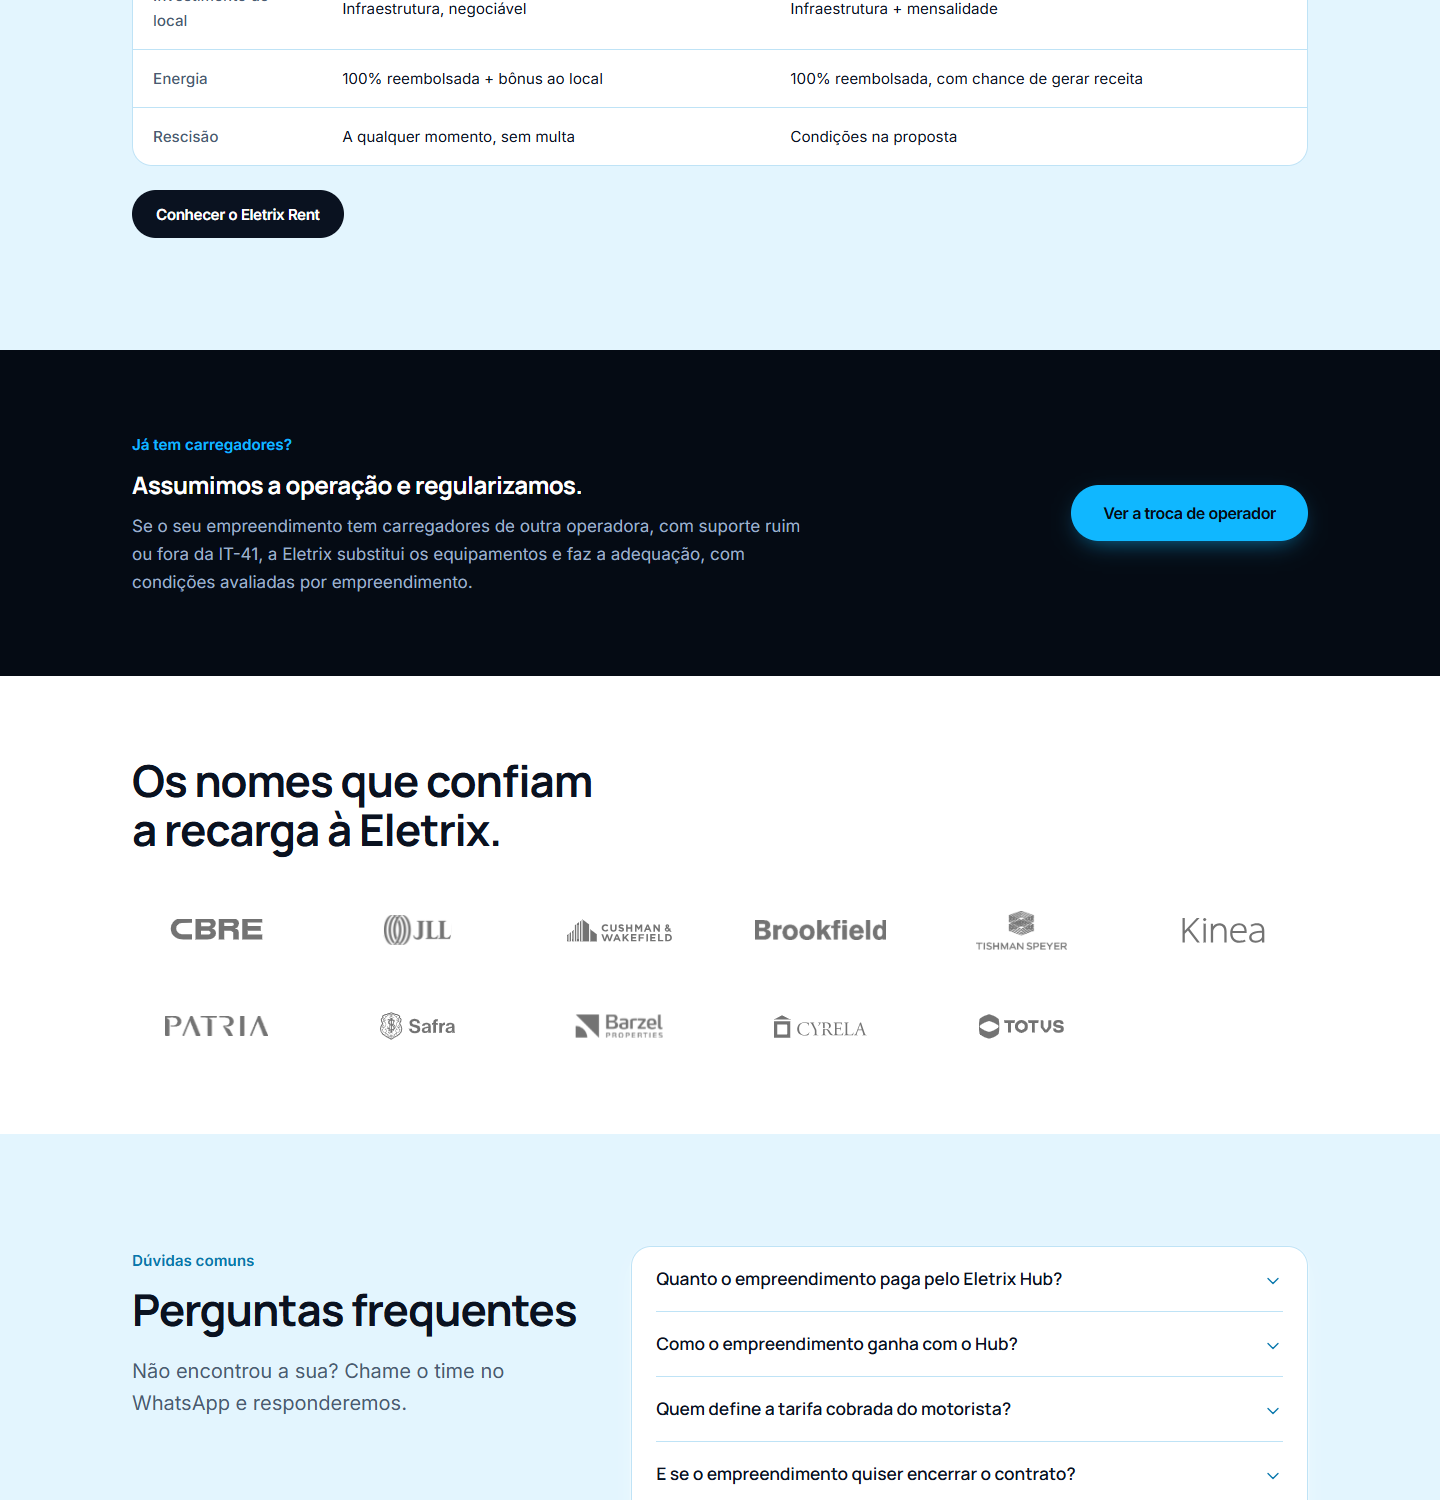 local
Infraestrutura, negociável
Infraestrutura + mensalidade
Energia
100% reembolsada + bônus ao local
100% reembolsada, com chance de gerar receita
Rescisão
A qualquer momento, sem multa
Condições na proposta
Conhecer o Eletrix Rent
Já tem carregadores?
Assumimos a operação e regularizamos.
Se o seu empreendimento tem carregadores de outra operadora, com suporte ruim
ou fora da IT-41, a Eletrix substitui os equipamentos e faz a adequação, com
condições avaliadas por empreendimento.
Ver a troca de operador
Os nomes que confiam
a recarga à Eletrix.
CBRE
JLL
CUSHMAN &
WAKEFIELD
Brookfield
TISHMAN SPEYER
Kinea
PATRIA
Safra
Barzel
PROPERTIES
CYRELA
TOTVS
Dúvidas comuns
Perguntas frequentes
Não encontrou a sua? Chame o time no
WhatsApp e responderemos.
Quanto o empreendimento paga pelo Eletrix Hub?
Como o empreendimento ganha com o Hub?
Quem define a tarifa cobrada do motorista?
E se o empreendimento quiser encerrar o contrato?